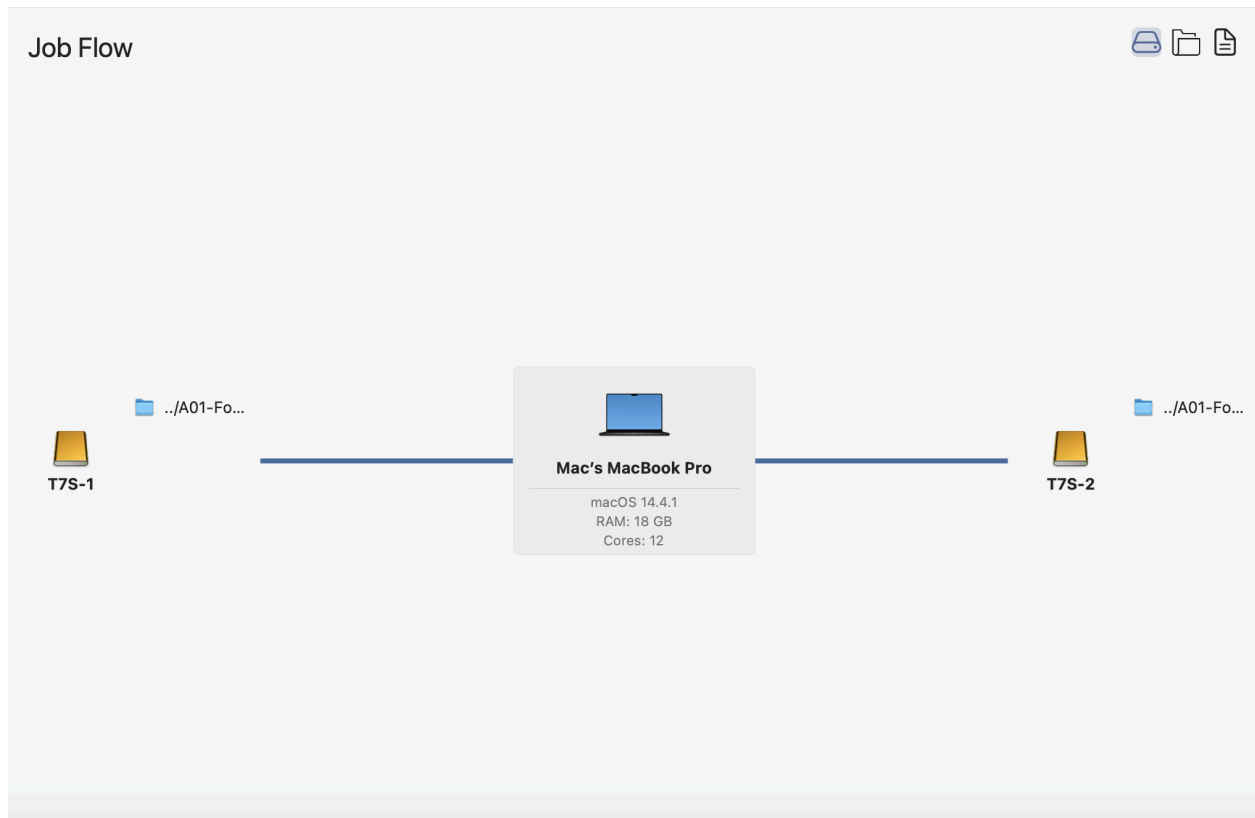 Job Flow
../A01-Fo...
T7S-1
Mac’s MacBook Pro
macOS 14.4.1
RAM: 18 GB
Cores: 12
../A01-Fo...
T7S-2